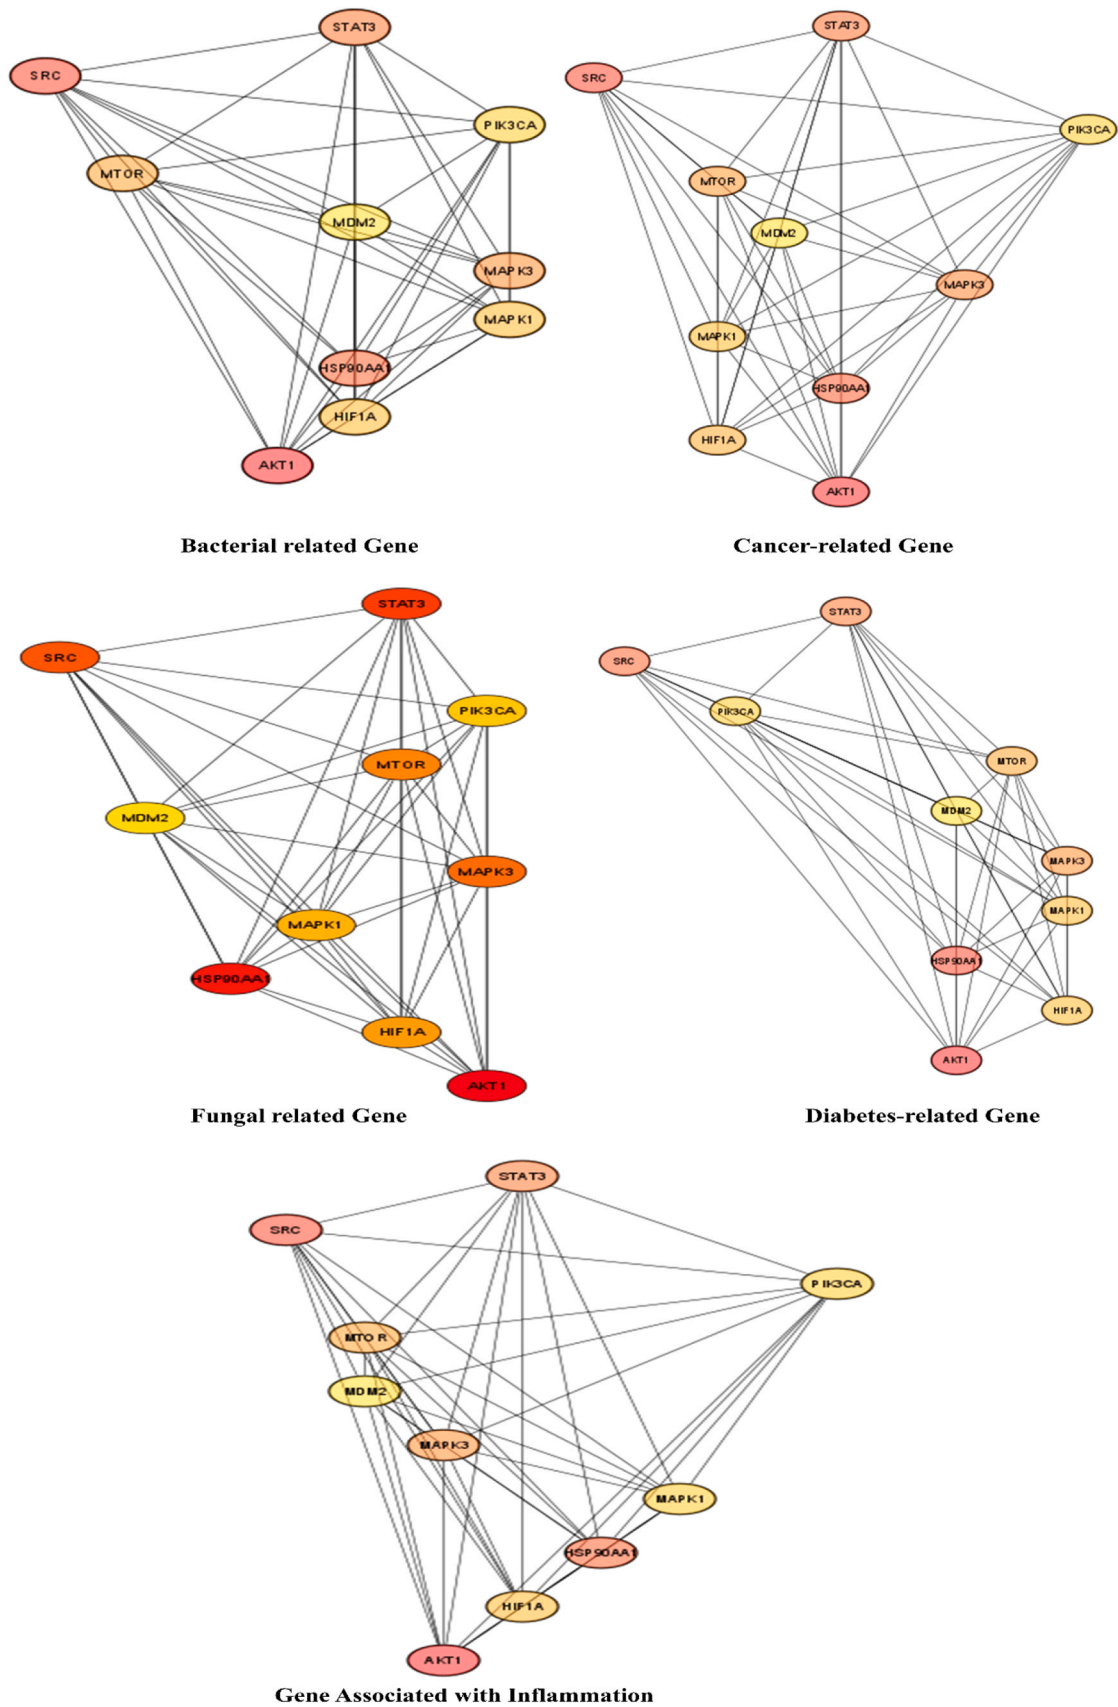 STAT3
SRC
PIK3CA
MTOR
MDM2
MAPK3
MAPK1
HSP90AA1
HIF1A
AKT1
Bacterial related Gene
STAT3
SRC
PIK3CA
MTOR
MDM2
MAPK3
MAPK1
HSP90AA1
HIF1A
AKT1
Cancer-related Gene
STAT3
SRC
PIK3CA
MTOR
MDM2
MAPK3
MAPK1
HSP90AA1
HIF1A
AKT1
Fungal related Gene
STAT3
SRC
PIK3CA
MTOR
MDM2
MAPK3
MAPK1
HSP90AA1
HIF1A
AKT1
Diabetes-related Gene
STAT3
SRC
PIK3CA
MTOR
MDM2
MAPK3
MAPK1
HSP90AA1
HIF1A
AKT1
Gene Associated with Inflammation